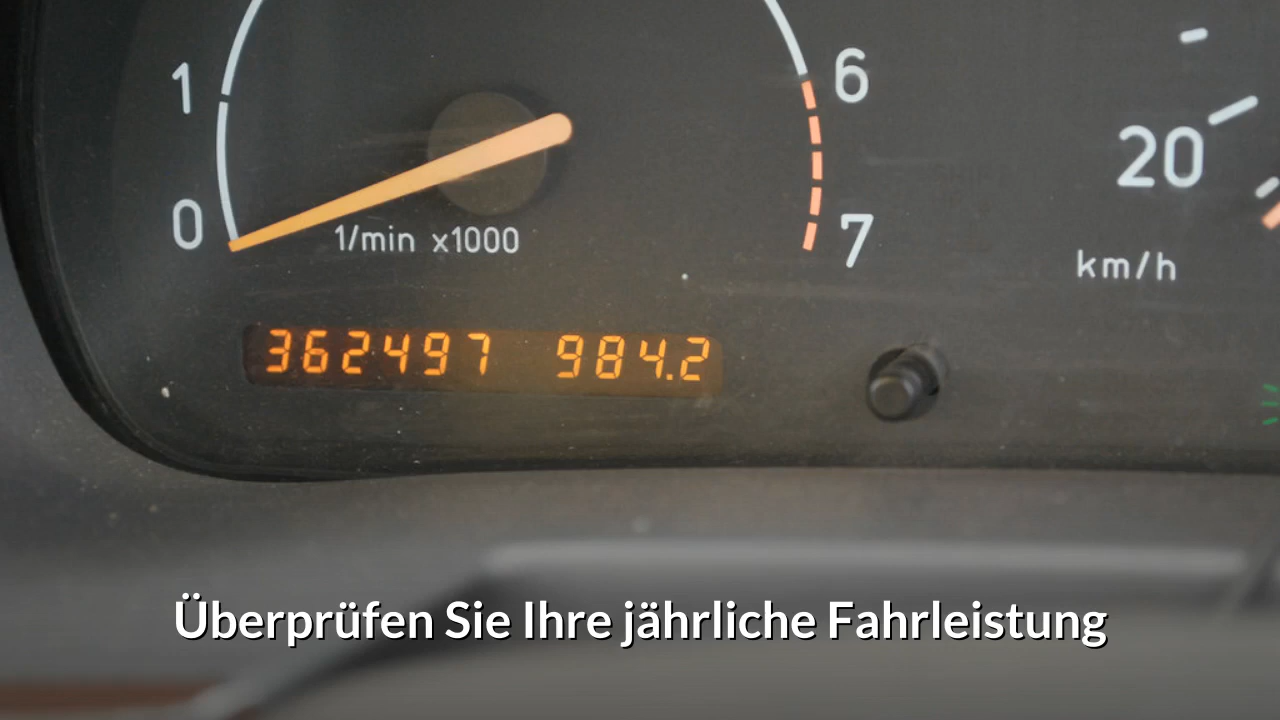 1
6
20
0
1/min x1000
7
km/h
362497 984.2
Überprüfen Sie Ihre jährliche Fahrleistung